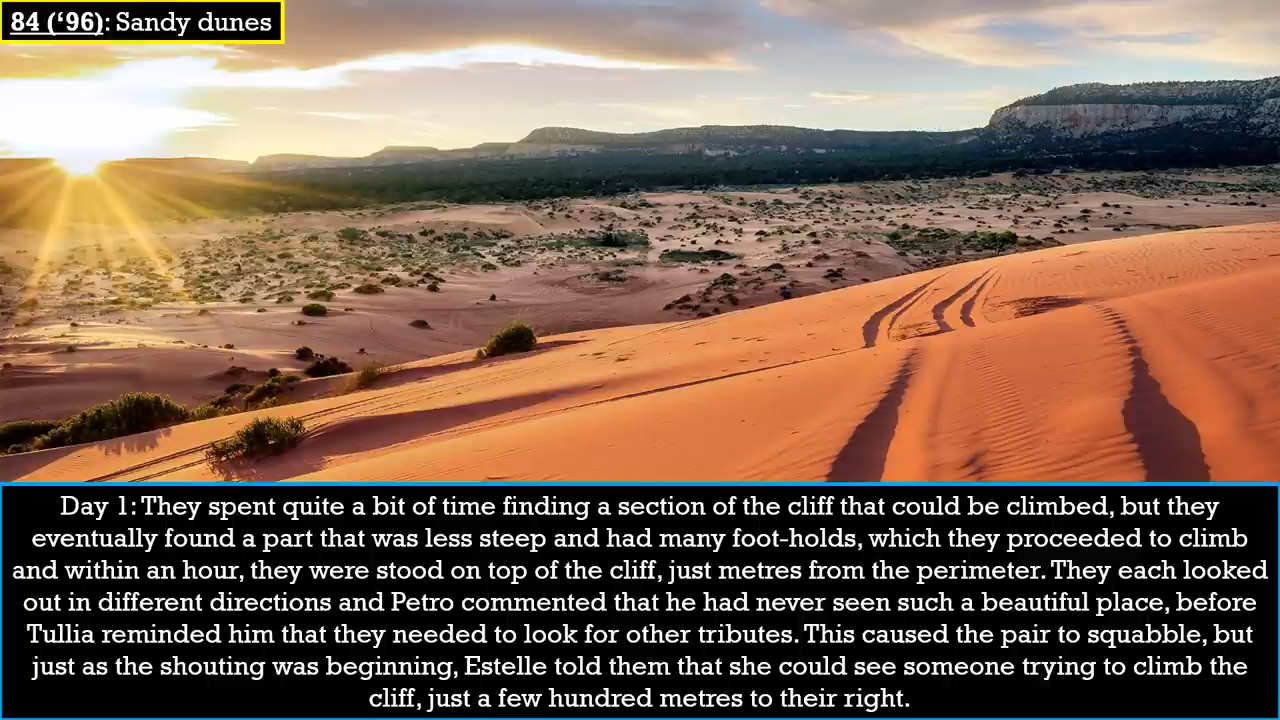 84 (‘96): Sandy dunes
Day 1: They spent quite a bit of time finding a section of the cliff that could be climbed, but they
eventually found a part that was less steep and had many foot-holds, which they proceeded to climb
and within an hour, they were stood on top of the cliff, just metres from the perimeter. They each looked
out in different directions and Petro commented that he had never seen such a beautiful place, before
Tullia reminded him that they needed to look for other tributes. This caused the pair to squabble, but
just as the shouting was beginning, Estelle told them that she could see someone trying to climb the
cliff, just a few hundred metres to their right.